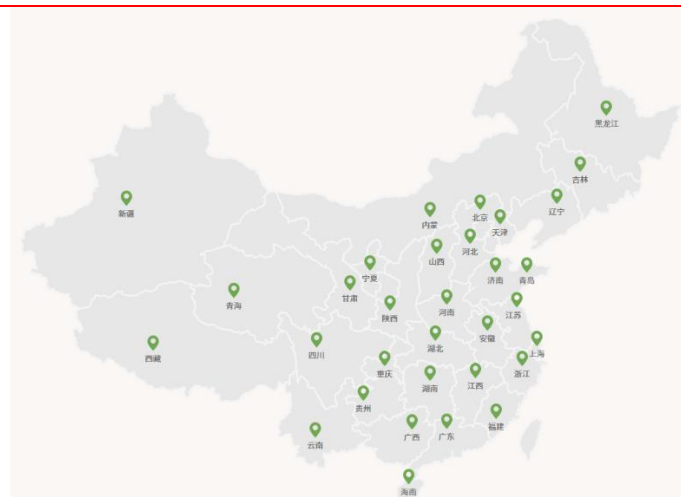 黑龙江
吉林
辽宁
新疆
内蒙
北京
天津
河北
山西
宁夏
济南
青岛
甘肃
青海
陕西
河南
江苏
安徽
湖北
四川
西藏
上海
重庆
浙江
湖南
江西
贵州
福建
广西
广东
云南
海南